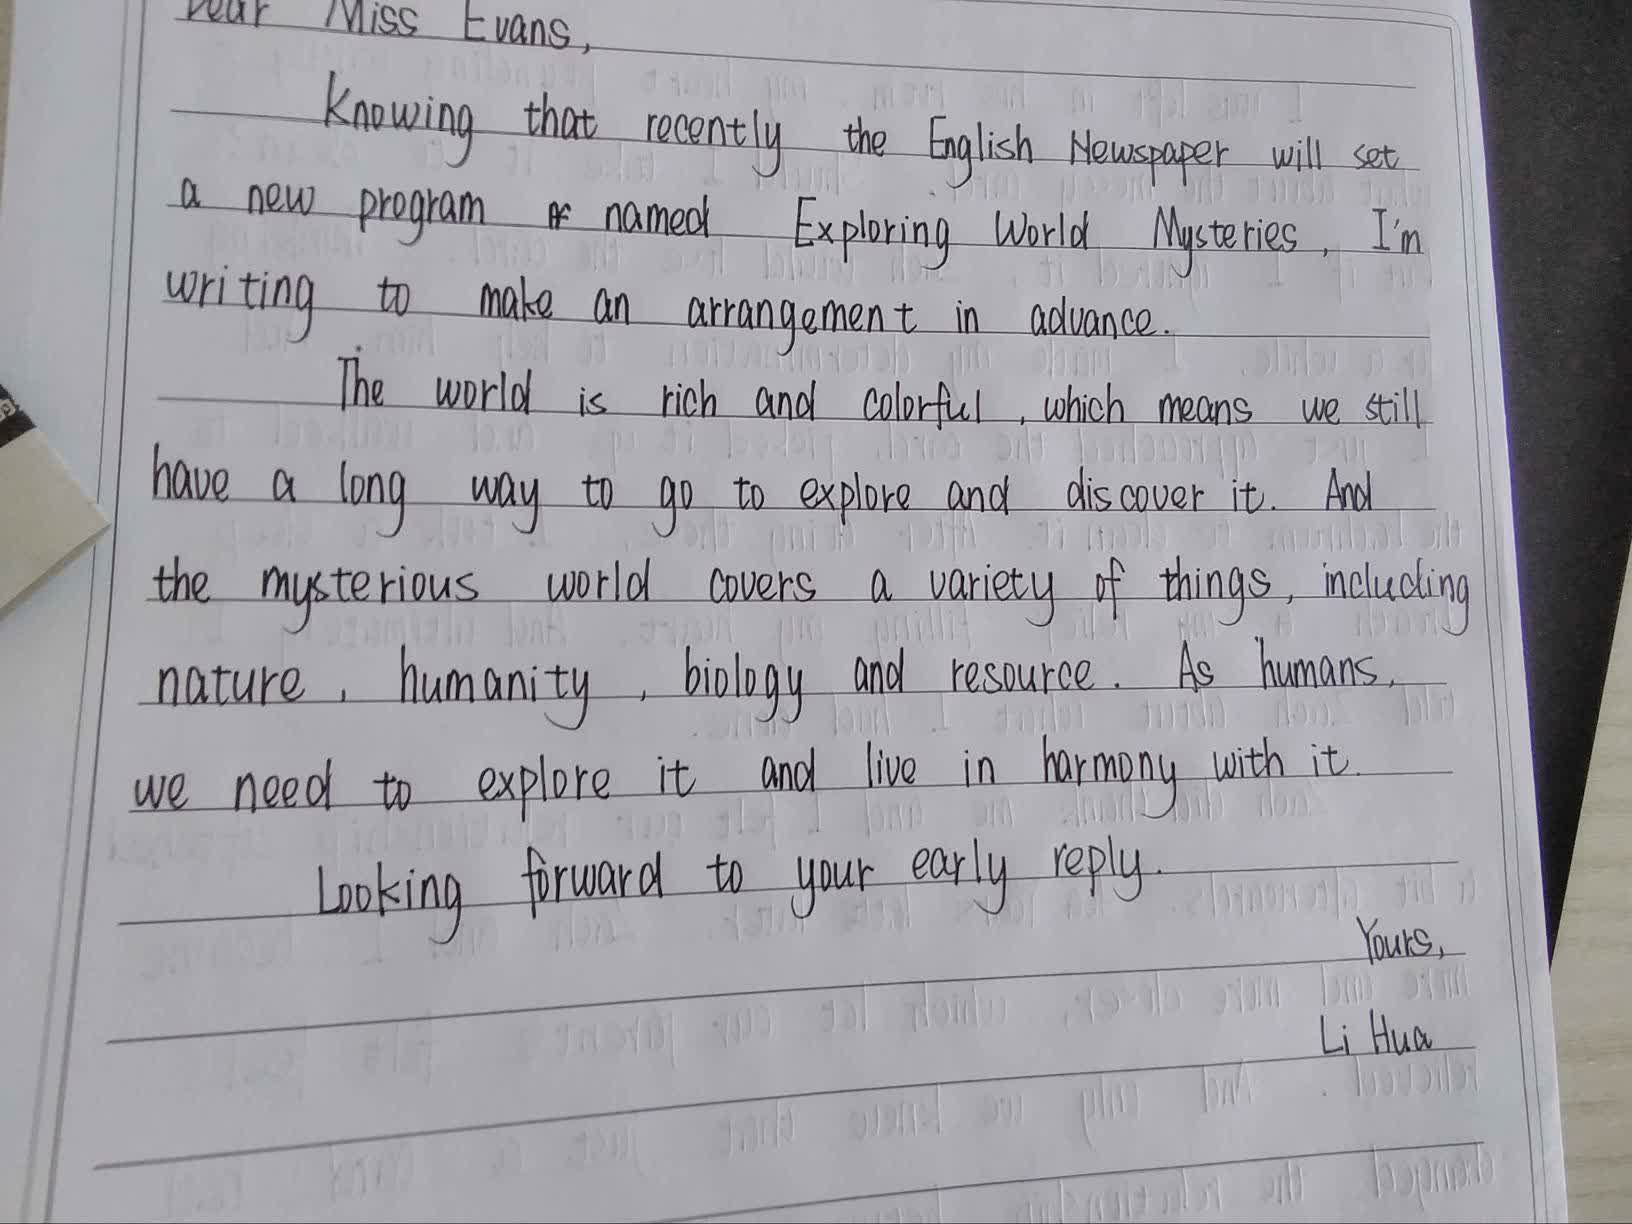 Dear Miss Evans,
Knowing that recently the English Newspaper will set
a new program named Exploring World Mysteries, I'm
writing to make an arrangement in advance.
The world is rich and colorful, which means we still
have a long way to go to explore and discover it. And
the mysterious world covers a variety of things, including
nature, humanity, biology and resource. As humans,
we need to explore it and live in harmony with it.
Looking forward to your early reply.
Yours,
Li Hua